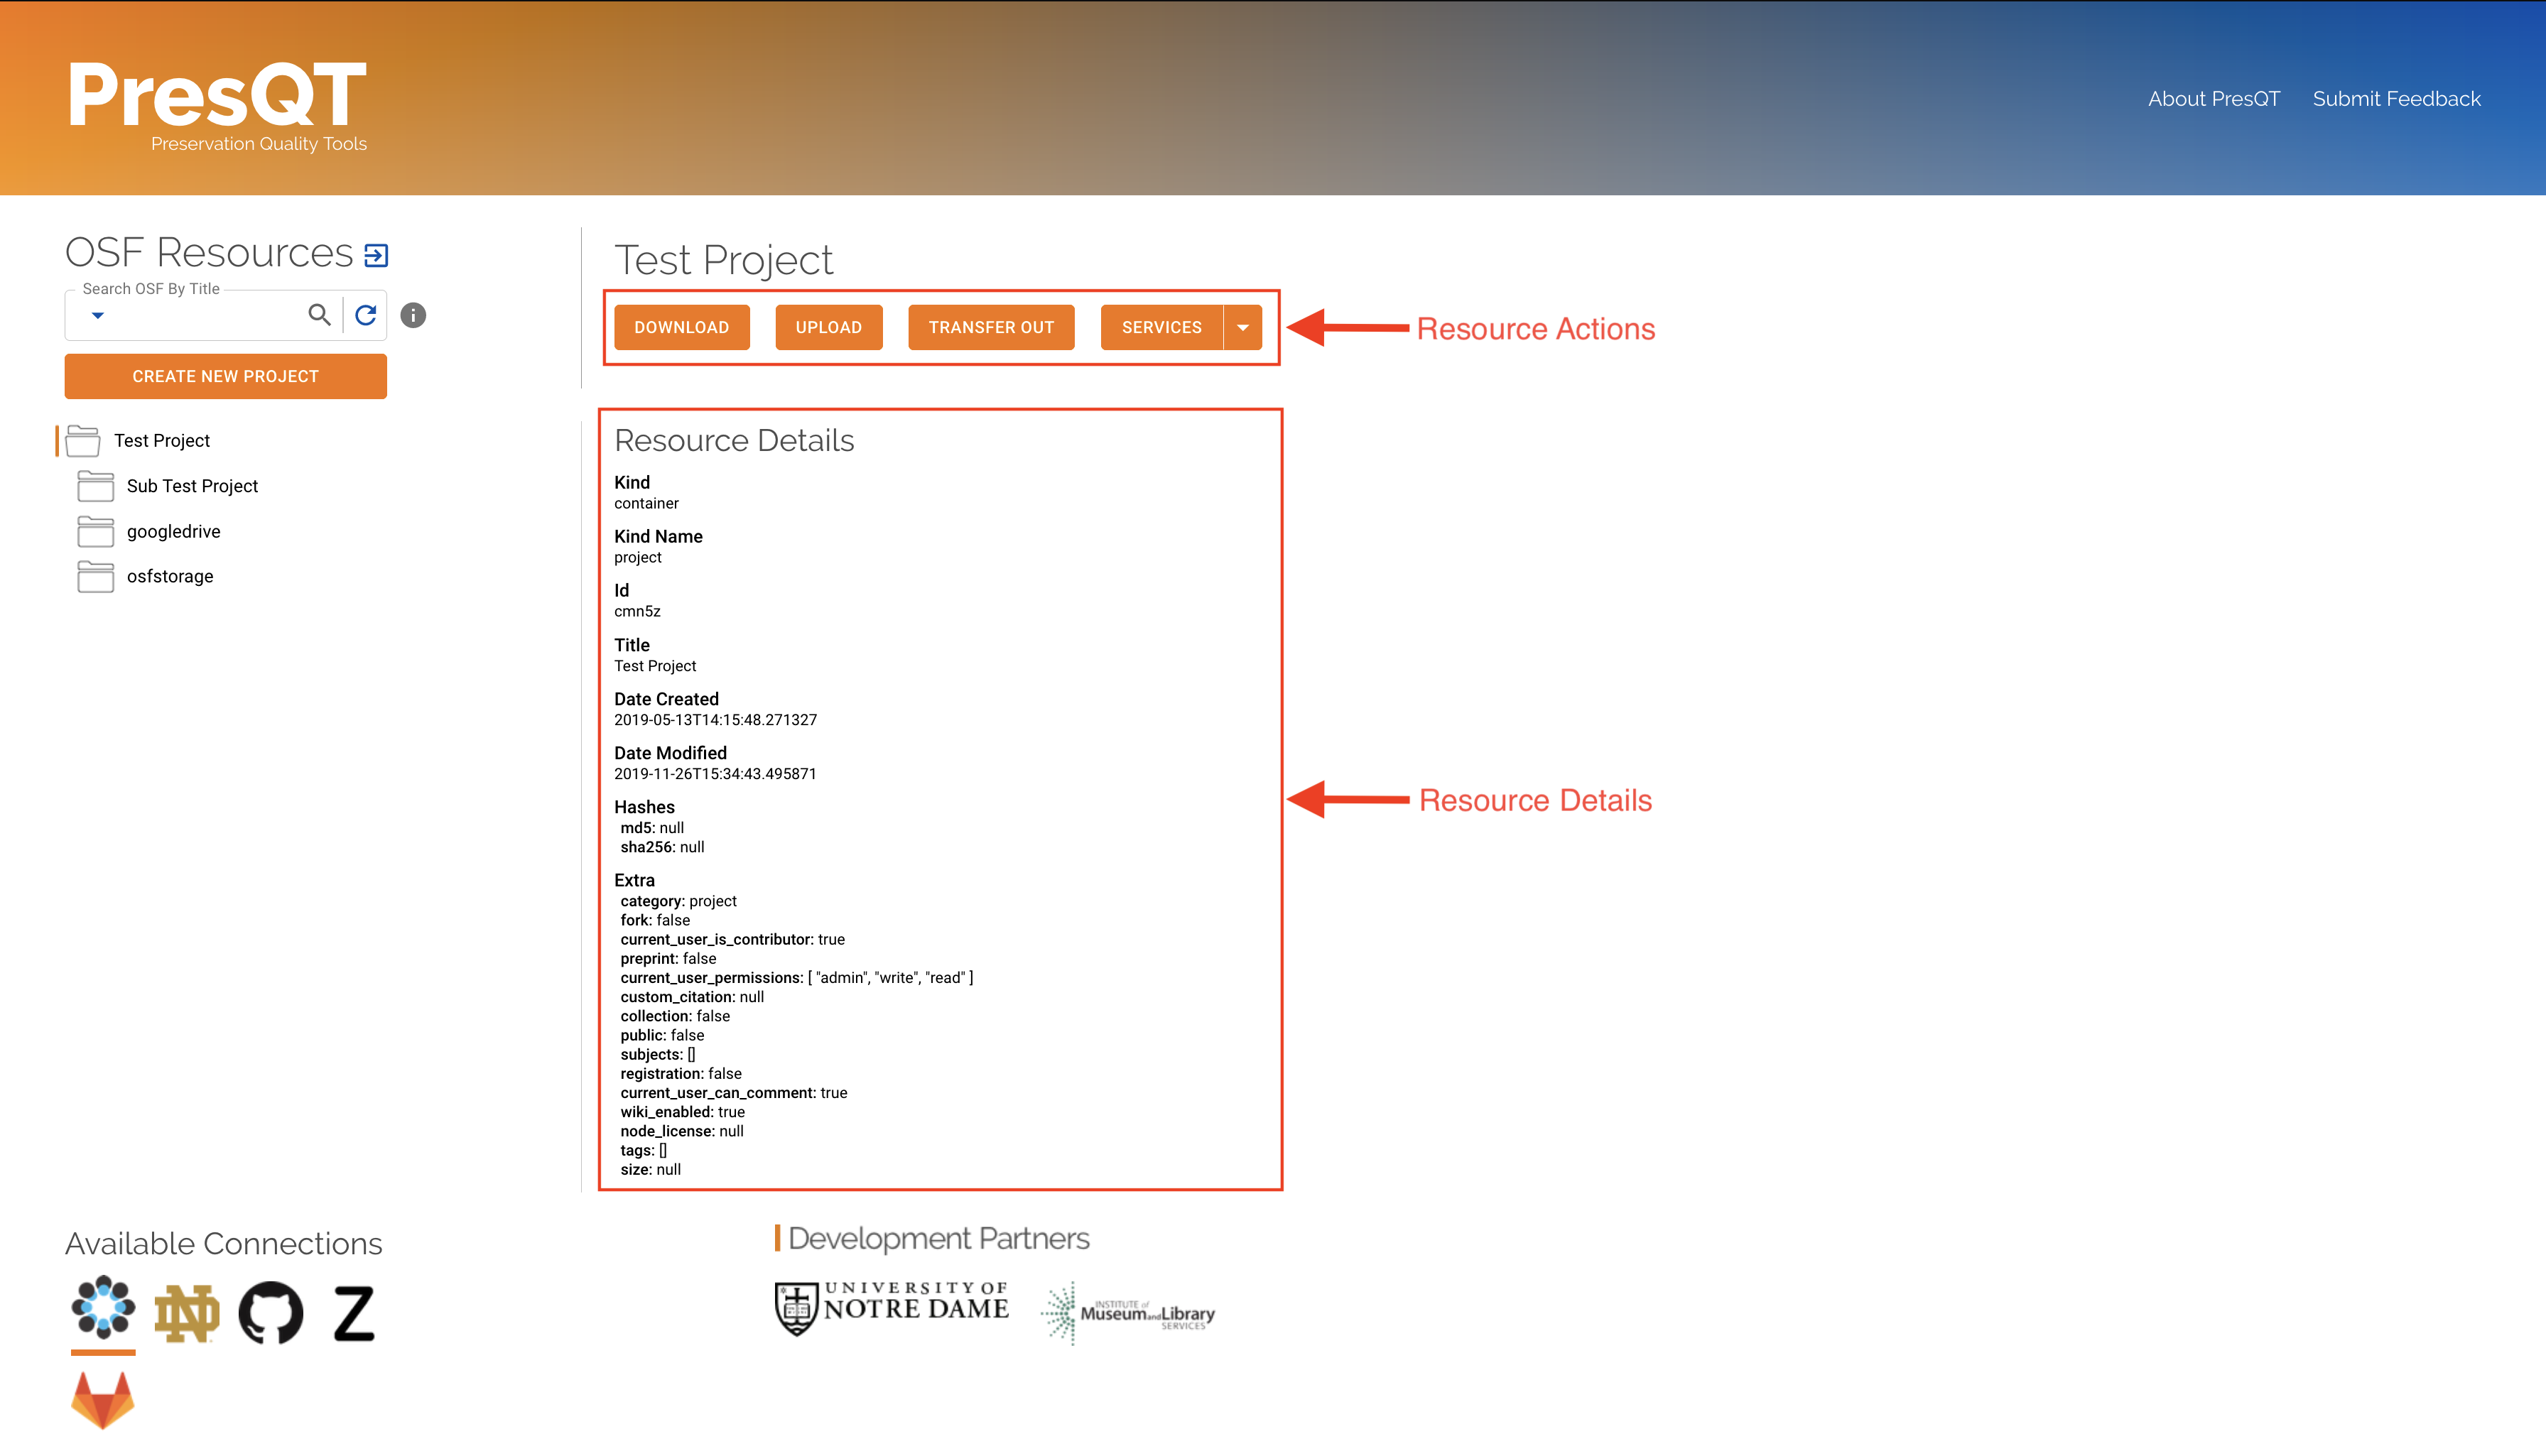 PresQT
Preservation Quality Tools
About PresQT
Submit Feedback
OSF Resources
Search OSF By Title
CREATE NEW PROJECT
Test Project
Sub Test Project
googledrive
osfstorage
Test Project
DOWNLOAD
UPLOAD
TRANSFER OUT
SERVICES
Resource Actions
Resource Details
Kind
container
Kind Name
project
Id
cmn5z
Title
Test Project
Date Created
2019-05-13T14:15:48.271327
Date Modified
2019-11-26T15:34:43.495871
Hashes
md5: null
sha256: null
Extra
category: project
fork: false
current_user_is_contributor: true
preprint: false
current_user_permissions: [ "admin", "write", "read" ]
custom_citation: null
collection: false
public: false
subjects: []
registration: false
current_user_can_comment: true
wiki_enabled: true
node_license: null
tags: []
size: null
Resource Details
Available Connections
ND
Z
Development Partners
UNIVERSITY OF
NOTRE DAME
INSTITUTE of
Museum and Library
SERVICES